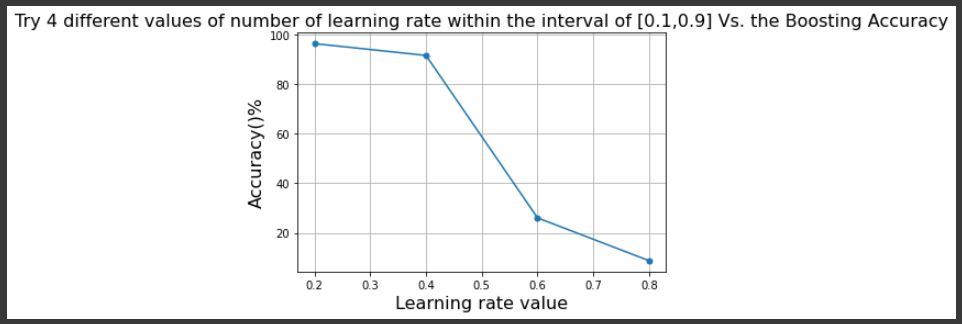 Try 4 different values of number of learning rate within the interval of [0.1,0.9] Vs. the Boosting Accuracy
100
80
60
40
20
Accuracy()%
0.2 0.3 0.4 0.5 0.6 0.7 0.8
Learning rate value